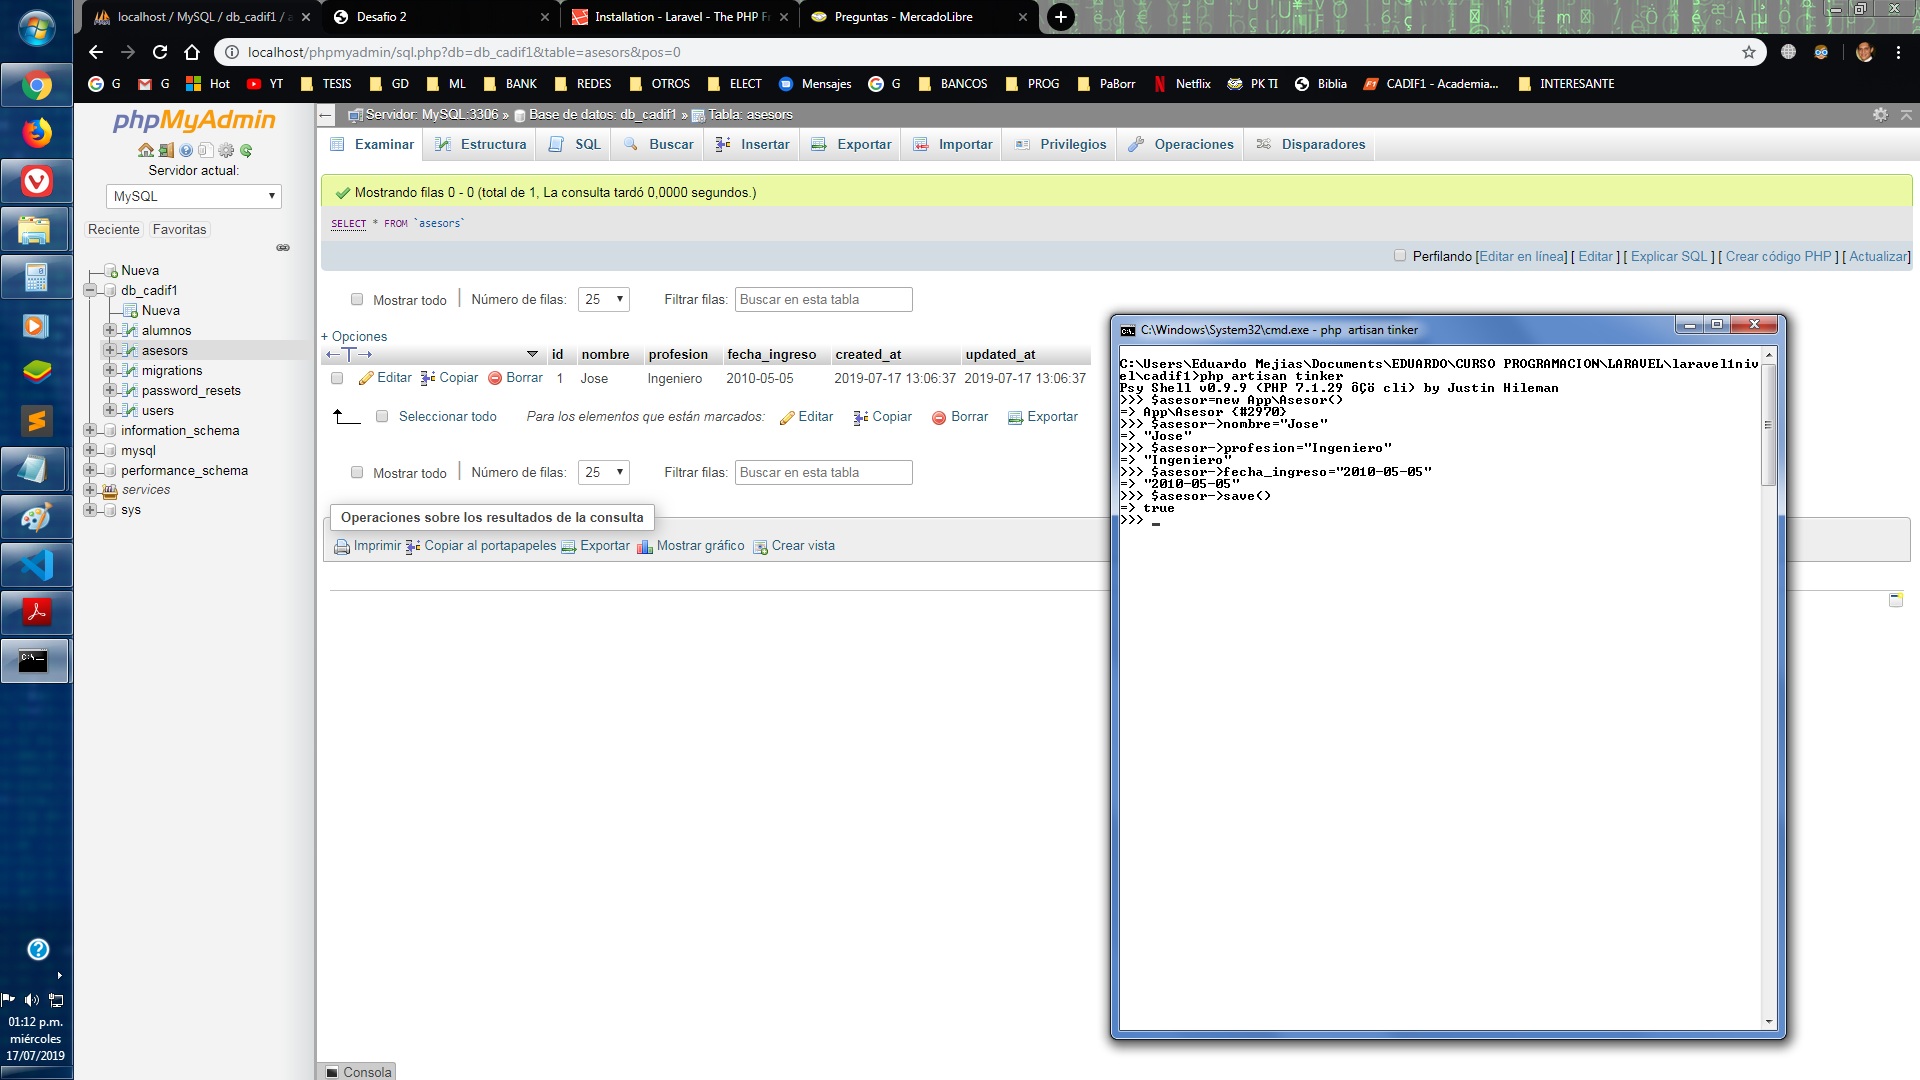 localhost / MySQL / db_cadif1 / a
Desafio 2
Installation - Laravel - The PHP Fr
Preguntas - MercadoLibre
localhost/phpmyadmin/sql.php?db=db_cadif1&table=asesors&pos=0
G G Hot YT TESIS GD ML BANK REDES OTROS ELECT Mensajes G BANCOS PROG PaBorr Netflix PK TI Biblia CADIF1 - Academia... INTERESANTE
phpMyAdmin
Servidor actual:
MySQL
Reciente Favoritas
Nueva
db_cadif1
Nueva
alumnos
asesors
migrations
password_resets
users
information_schema
mysql
performance_schema
services
sys
Servidor: MySQL:3306 » Base de datos: db_cadif1 » Tabla: asesors
Examinar Estructura SQL Buscar Insertar Exportar Importar Privilegios Operaciones Disparadores
Mostrando filas 0 - 0 (total de 1, La consulta tardó 0,0000 segundos.)
SELECT * FROM `asesors`
Perfilando [Editar en línea] [ Editar ] [ Explicar SQL ] [ Crear código PHP ] [ Actualizar]
Mostrar todo | Número de filas: 25 Filtrar filas: Buscar en esta tabla
+ Opciones
←T→ id nombre profesion fecha_ingreso created_at updated_at
Editar Copiar Borrar 1 Jose Ingeniero 2010-05-05 2019-07-17 13:06:37 2019-07-17 13:06:37
Seleccionar todo Para los elementos que están marcados: Editar Copiar Borrar Exportar
Mostrar todo | Número de filas: 25 Filtrar filas: Buscar en esta tabla
Operaciones sobre los resultados de la consulta
Imprimir Copiar al portapapeles Exportar Mostrar gráfico Crear vista
Consola
C:\Windows\System32\cmd.exe - php artisan tinker
C:\Users\Eduardo Mejias\Documents\EDUARDO\CURSO PROGRAMACION\LARAVEL\laravel1niv
el\cadif1>php artisan tinker
Psy Shell v0.9.9 (PHP 7.1.29 ÔÇö cli) by Justin Hileman
>>> $asesor=new App\Asesor()
=> App\Asesor {#2970}
>>> $asesor->nombre="Jose"
=> "Jose"
>>> $asesor->profesion="Ingeniero"
=> "Ingeniero"
>>> $asesor->fecha_ingreso="2010-05-05"
=> "2010-05-05"
>>> $asesor->save()
=> true
>>> _
01:12 p.m.
miércoles
17/07/2019